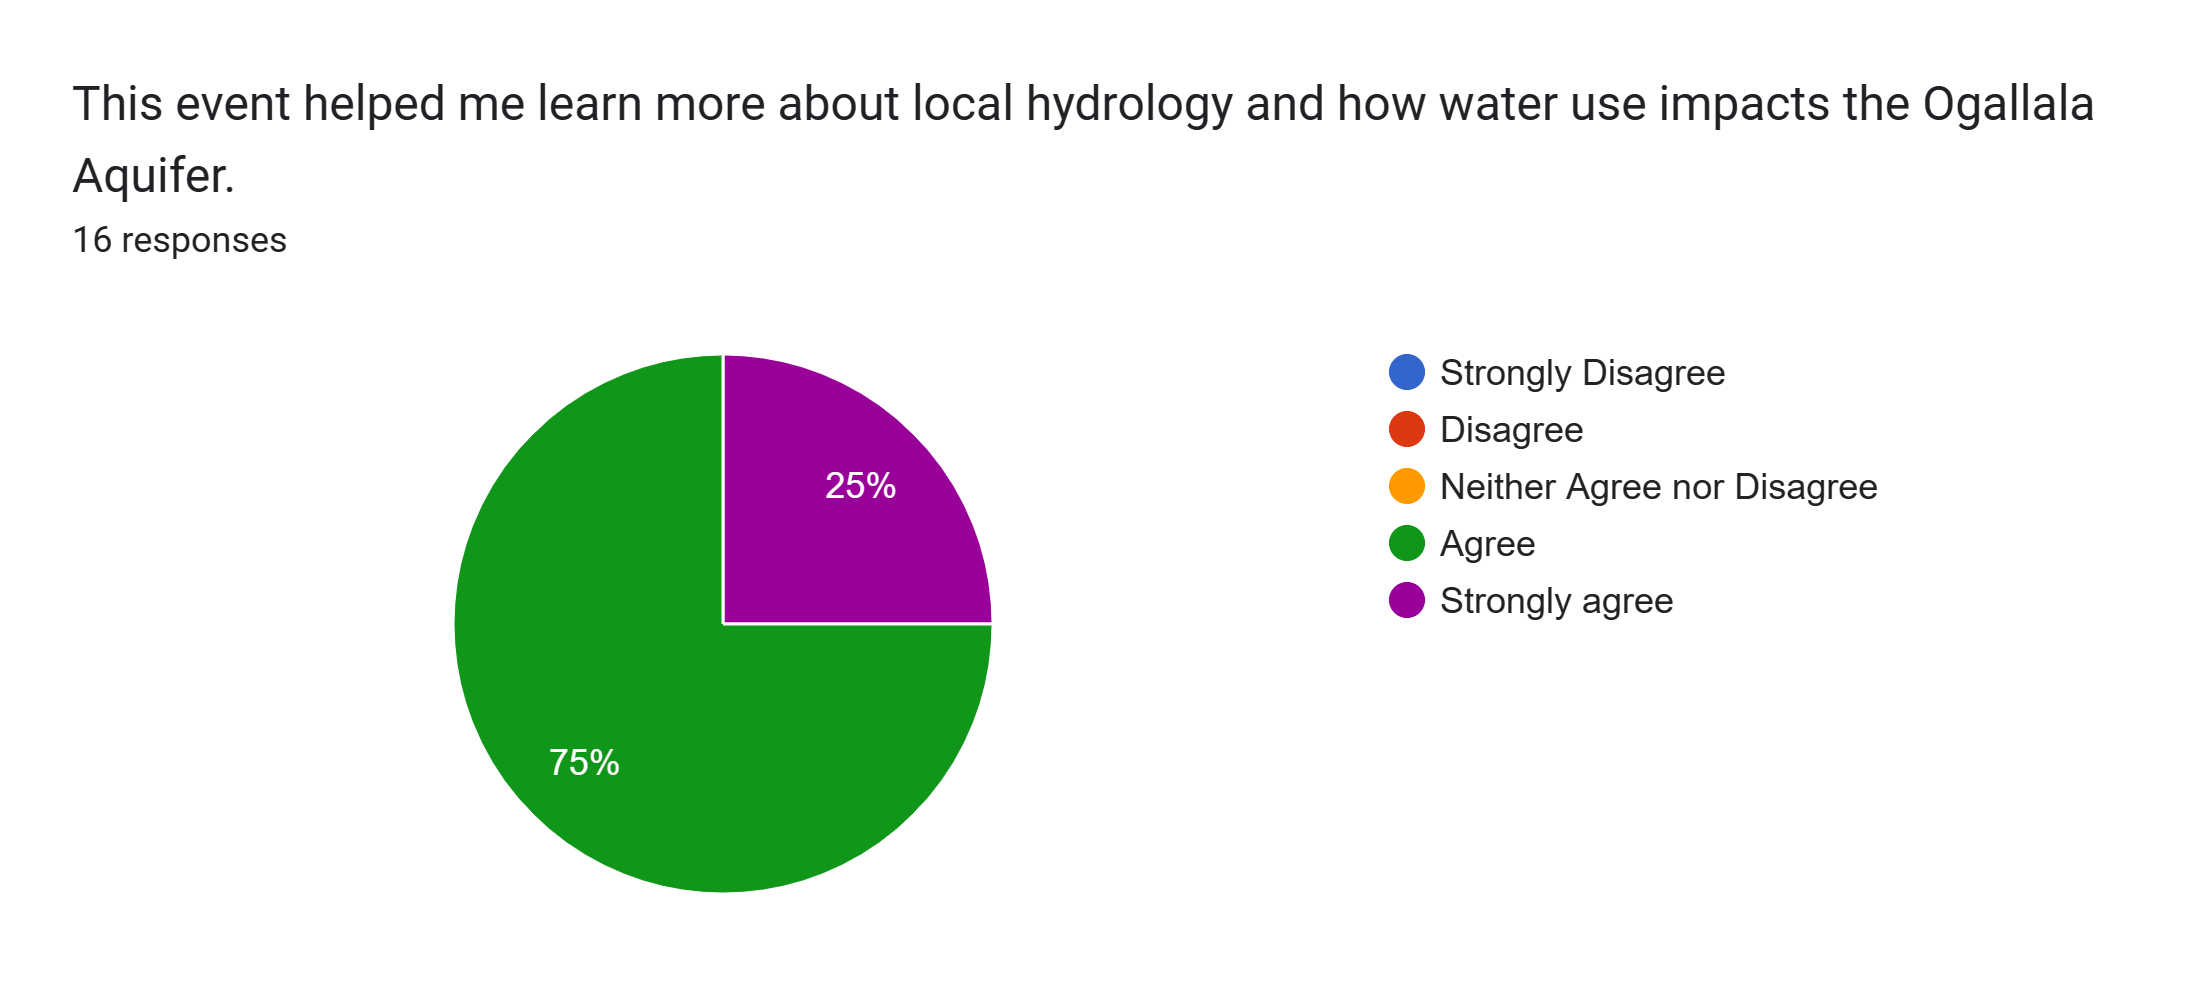 This event helped me learn more about local hydrology and how water use impacts the Ogallala
Aquifer.
16 responses
25%
75%
Strongly Disagree
Disagree
Neither Agree nor Disagree
Agree
Strongly agree